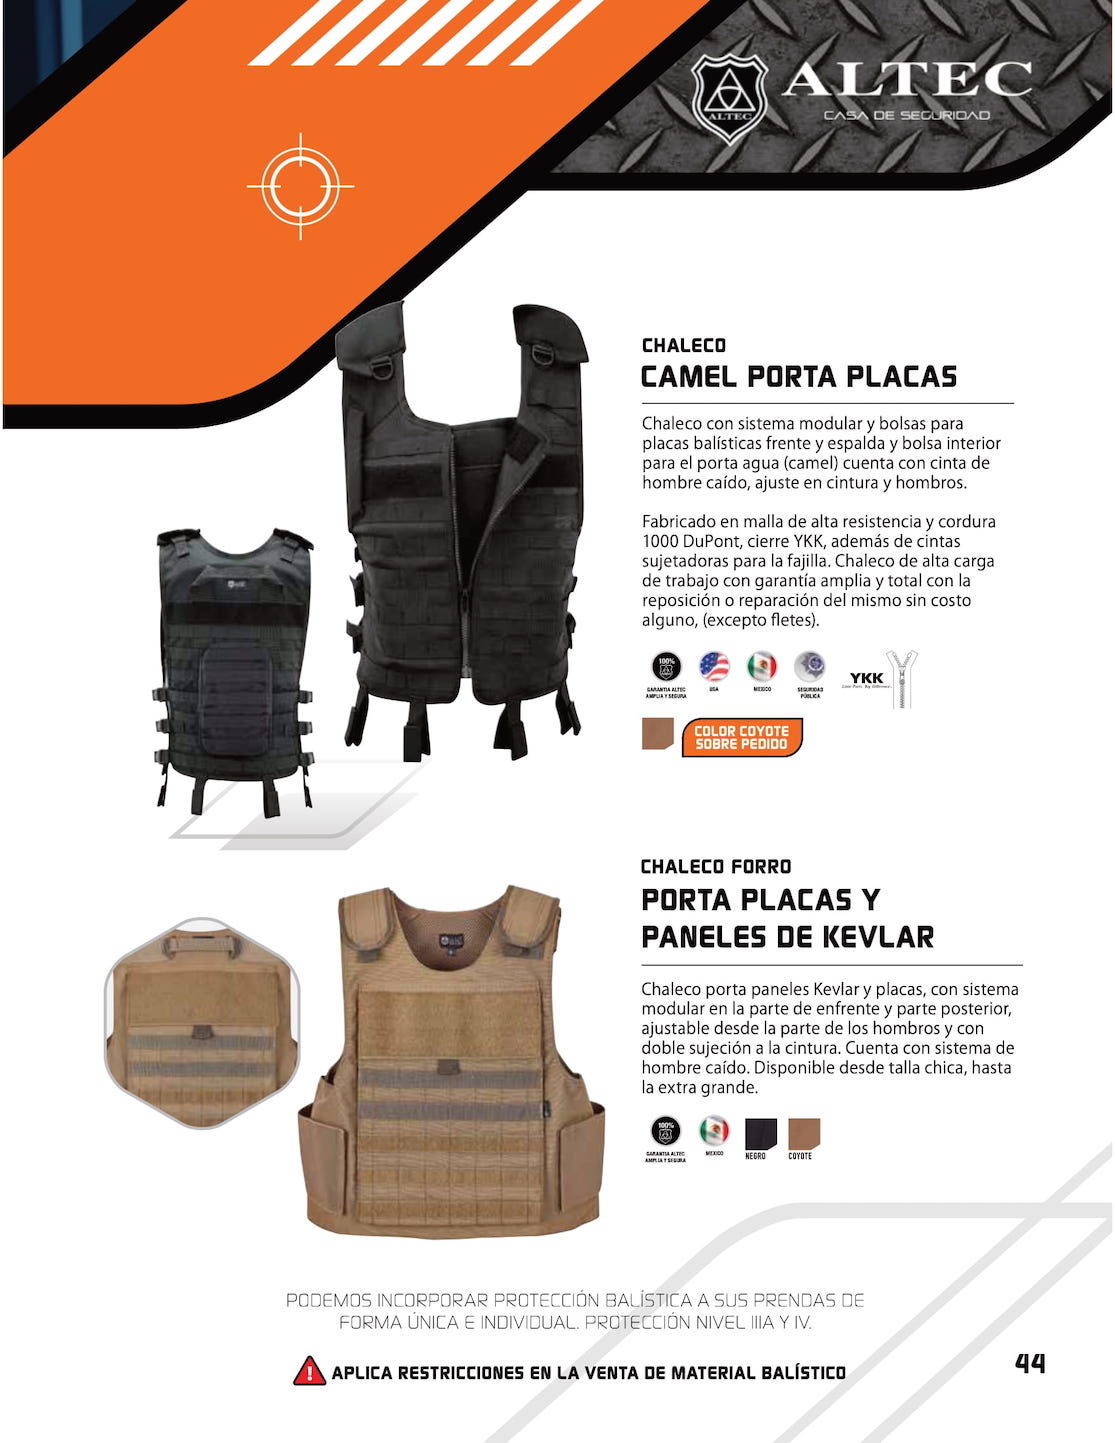 ALTEC
ALTEC
CASA DE SEGURIDAD
CHALECO
CAMEL PORTA PLACAS
Chaleco con sistema modular y bolsas para
placas balísticas frente y espalda y bolsa interior
para el porta agua (camel) cuenta con cinta de
hombre caído, ajuste en cintura y hombros.
Fabricado en malla de alta resistencia y cordura
1000 DuPont, cierre YKK, además de cintas
sujetadoras para la fajilla. Chaleco de alta carga
de trabajo con garantía amplia y total con la
reposición o reparación del mismo sin costo
alguno, (excepto fletes).
100%
GARANTIA ALTEC
AMPLIA Y SEGURA
USA
MEXICO
SEGURIDAD
PÚBLICA
YKK
Little Parts. Big Difference.
COLOR COYOTE
SOBRE PEDIDO
CHALECO FORRO
PORTA PLACAS Y
PANELES DE KEVLAR
Chaleco porta paneles Kevlar y placas, con sistema
modular en la parte de enfrente y parte posterior,
ajustable desde la parte de los hombros y con
doble sujeción a la cintura. Cuenta con sistema de
hombre caído. Disponible desde talla chica, hasta
la extra grande.
100%
GARANTIA ALTEC
AMPLIA Y SEGURA
MEXICO
NEGRO
COYOTE
PODEMOS INCORPORAR PROTECCIÓN BALÍSTICA A SUS PRENDAS DE
FORMA ÚNICA E INDIVIDUAL. PROTECCIÓN NIVEL IIIA Y IV.
! APLICA RESTRICCIONES EN LA VENTA DE MATERIAL BALÍSTICO
44